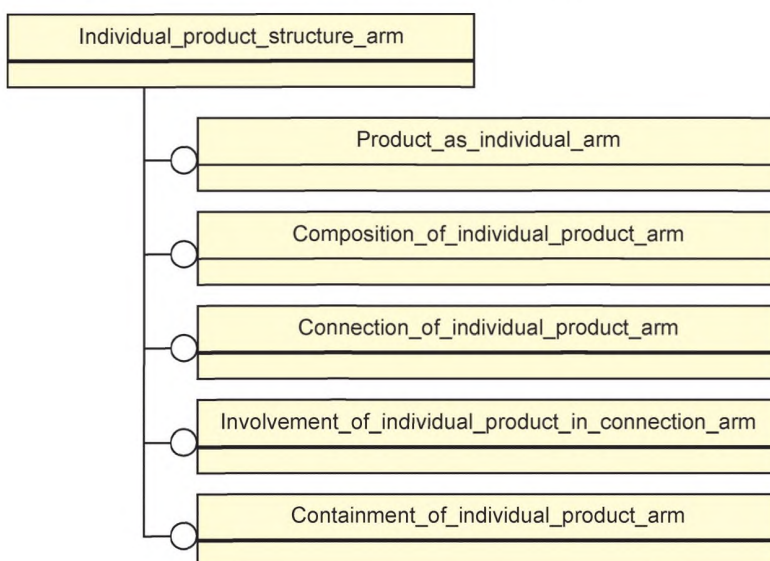 Individual_product_structure_arm
Product_as_individual_arm
Composition_of_individual_product_arm
Connection_of_individual_product_arm
Involvement_of_individual_product_in_connection_arm
Containment_of_individual_product_arm